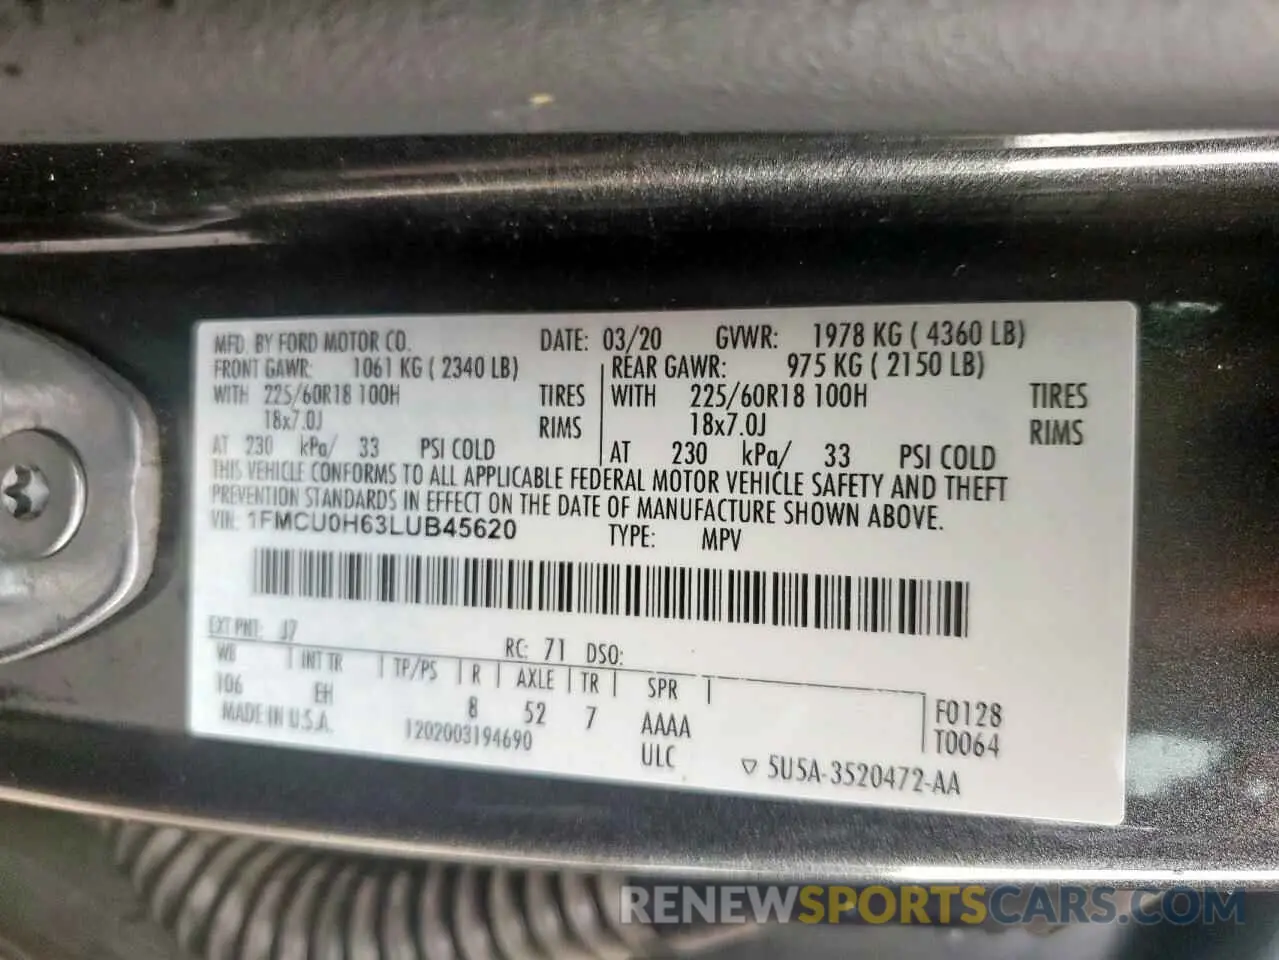 MFD. BY FORD MOTOR CO. DATE: 03/20 GVWR: 1978 KG ( 4360 LB)
FRONT GAWR: 1061 KG ( 2340 LB) REAR GAWR: 975 KG ( 2150 LB)
WITH 225/60R18 100H TIRES WITH 225/60R18 100H TIRES
18x7.0J RIMS 18x7.0J RIMS
AT 230 kPa/ 33 PSI COLD AT 230 kPa/ 33 PSI COLD
THIS VEHICLE CONFORMS TO ALL APPLICABLE FEDERAL MOTOR VEHICLE SAFETY AND THEFT
PREVENTION STANDARDS IN EFFECT ON THE DATE OF MANUFACTURE SHOWN ABOVE.
VIN: 1FMCU0H63LUB45620 TYPE: MPV
EXT PNT: J7 RC: 71 DSO:
WB INT TR TP/PS R AXLE TR SPR
106 EH 8 52 7 AAAA F0128
MADE IN U.S.A. 1202003194690 ULC T0064
▽ 5U5A-3520472-AA
RENEWSPORTSCARS.COM